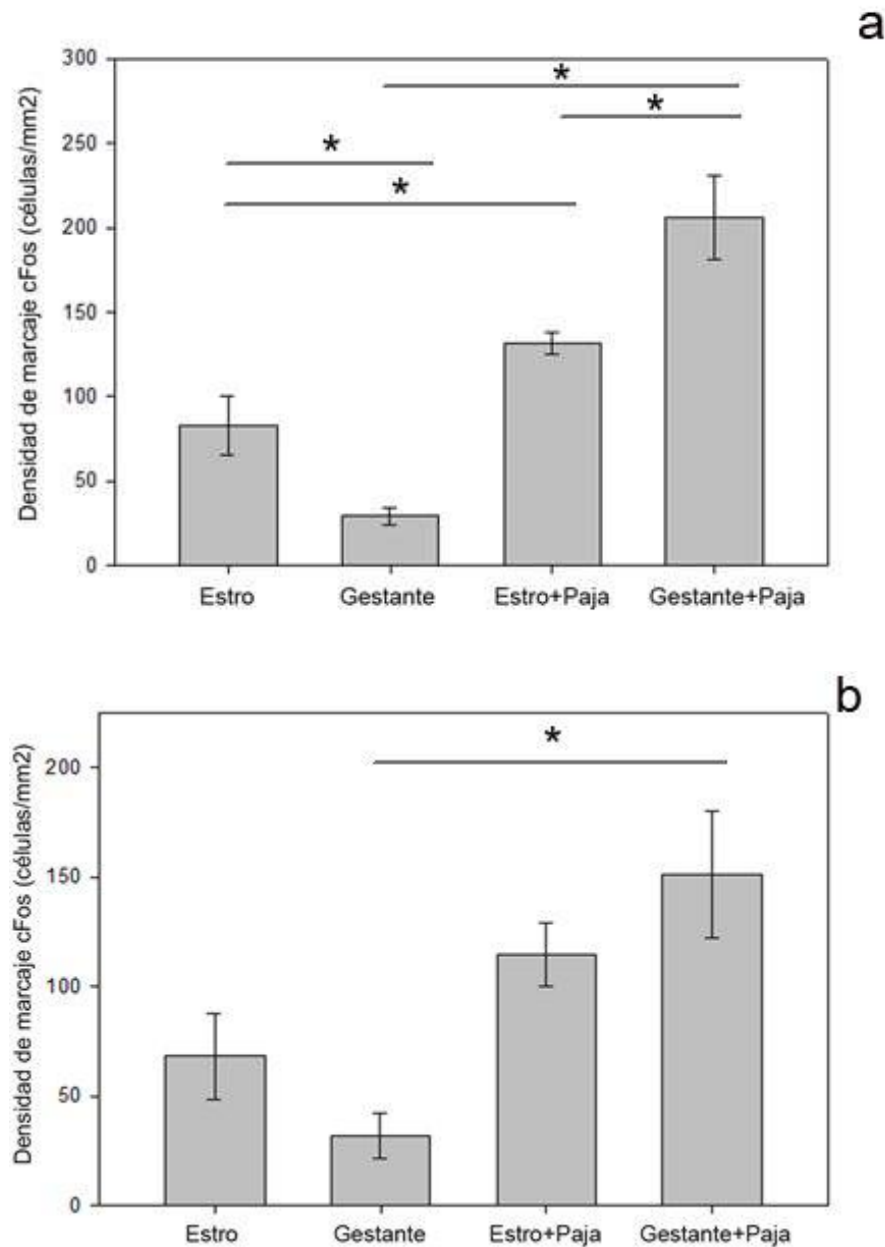 a
Densidad de marcaje cFos (células/mm2)
300
250
200
150
100
50
0
*
*
*
*
Estro Gestante Estro+Paja Gestante+Paja
b
Densidad de marcaje cFos (células/mm2)
200
150
100
50
0
*
Estro Gestante Estro+Paja Gestante+Paja